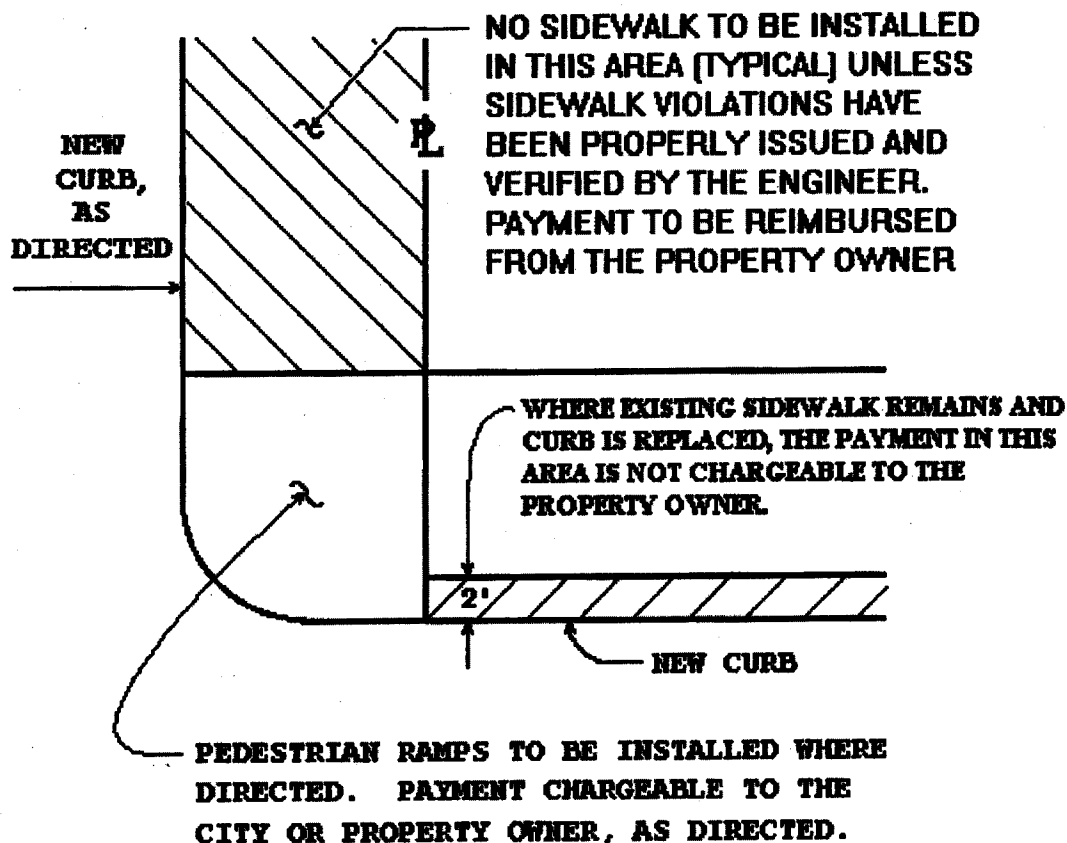 NO SIDEWALK TO BE INSTALLED
IN THIS AREA (TYPICAL) UNLESS
SIDEWALK VIOLATIONS HAVE
BEEN PROPERLY ISSUED AND
VERIFIED BY THE ENGINEER.
PAYMENT TO BE REIMBURSED
FROM THE PROPERTY OWNER
NEW
CURB,
AS
DIRECTED
PL
WHERE EXISTING SIDEWALK REMAINS AND
CURB IS REPLACED, THE PAYMENT IN THIS
AREA IS NOT CHARGEABLE TO THE
PROPERTY OWNER.
2'
NEW CURB
PEDESTRIAN RAMPS TO BE INSTALLED WHERE
DIRECTED. PAYMENT CHARGEABLE TO THE
CITY OR PROPERTY OWNER, AS DIRECTED.